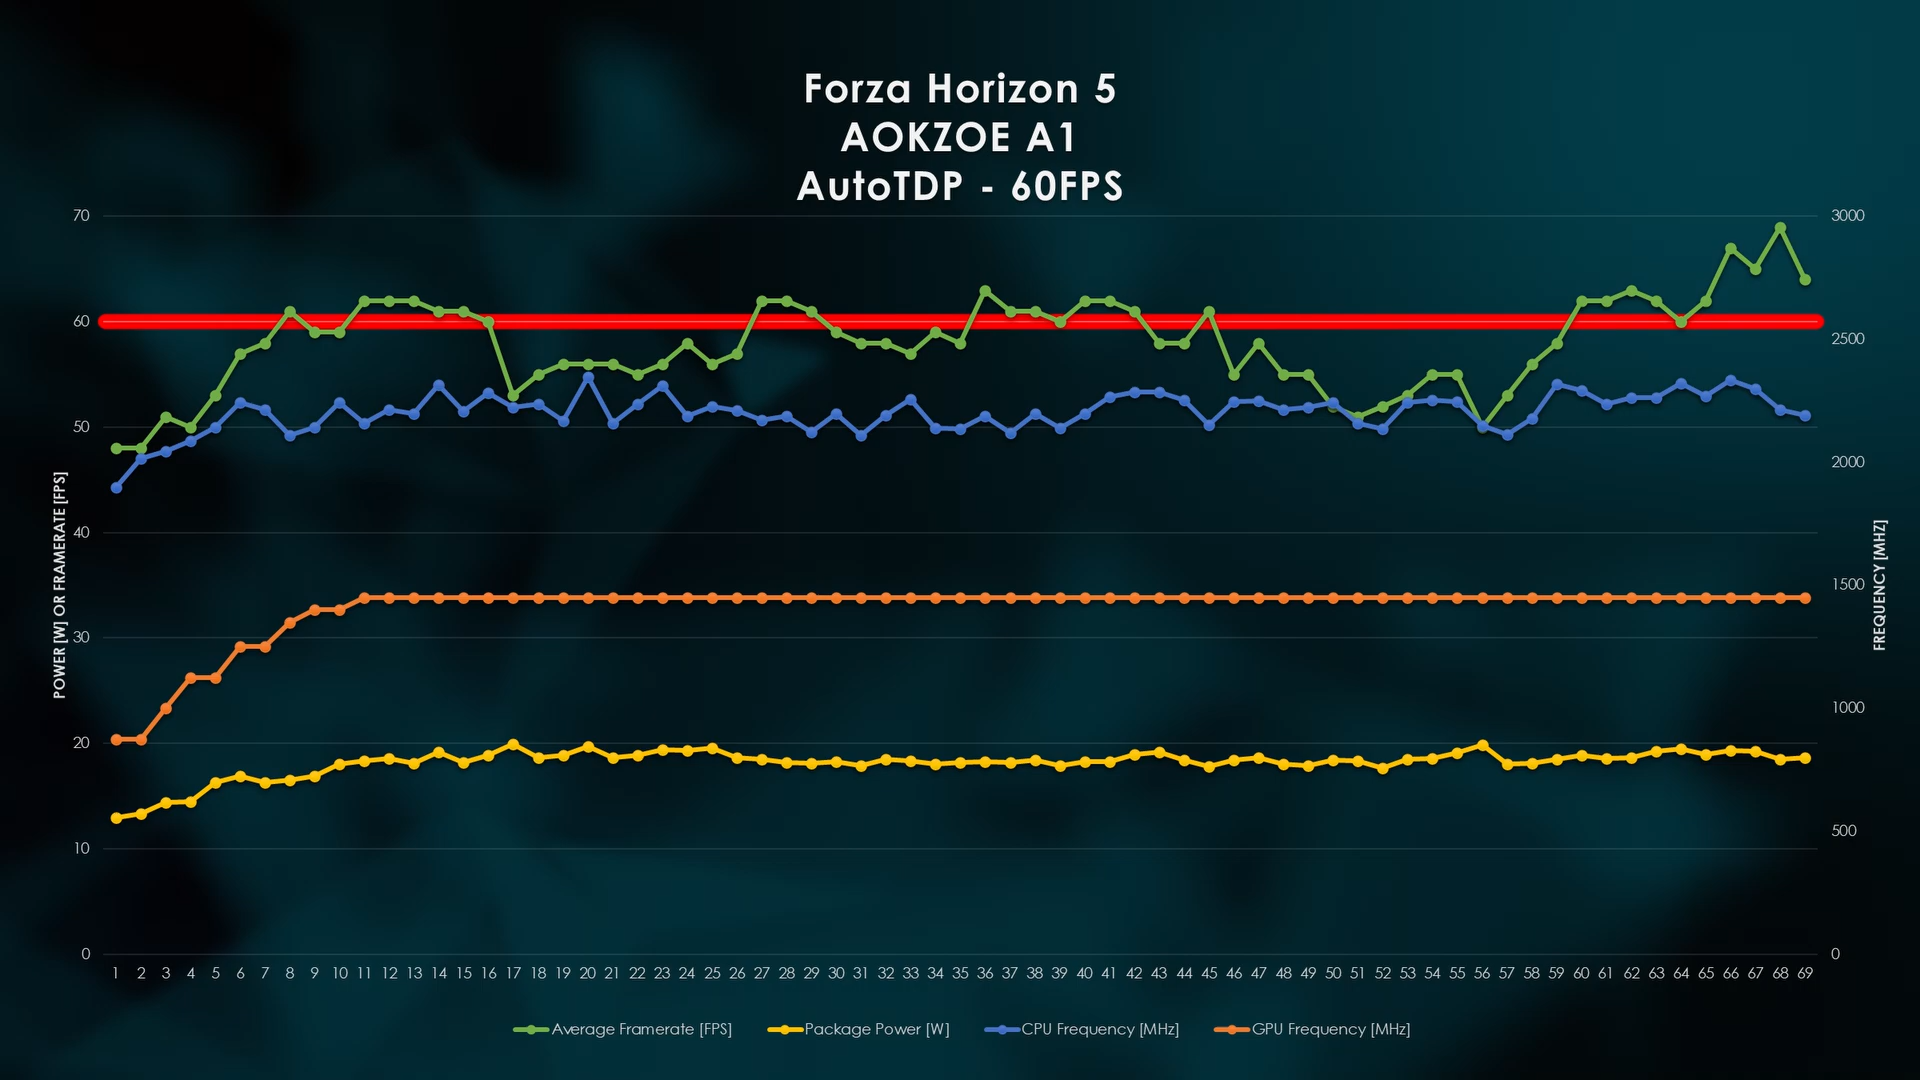 Forza Horizon 5
AOKZOE A1
AutoTDP - 60FPS
POWER [W] OR FRAMERATE [FPS]
70
60
50
40
30
20
10
0
3000
2500
2000
1500
1000
500
0
FREQUENCY [MHZ]
1 2 3 4 5 6 7 8 9 10 11 12 13 14 15 16 17 18 19 20 21 22 23 24 25 26 27 28 29 30 31 32 33 34 35 36 37 38 39 40 41 42 43 44 45 46 47 48 49 50 51 52 53 54 55 56 57 58 59 60 61 62 63 64 65 66 67 68 69
Average Framerate [FPS] Package Power [W] CPU Frequency [MHz] GPU Frequency [MHz]